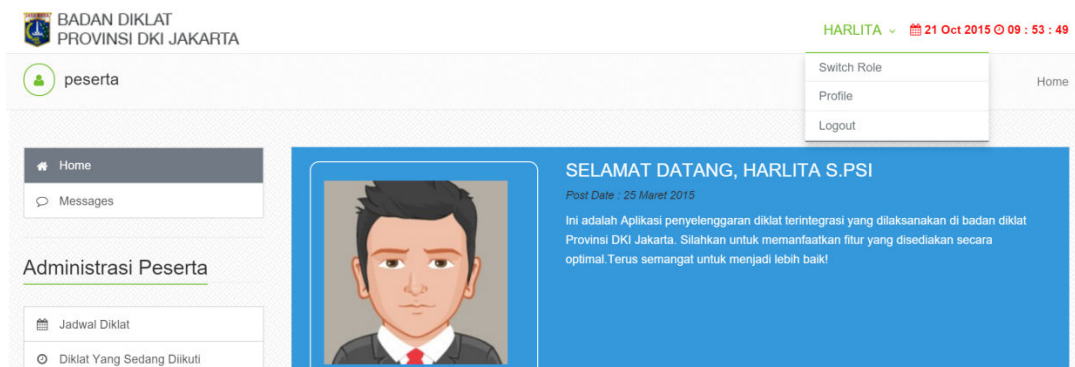 BADAN DIKLAT
PROVINSI DKI JAKARTA
HARLITA 21 Oct 2015 09 : 53 : 49
peserta
Switch Role
Profile
Logout
Home
Home
Messages
Administrasi Peserta
Jadwal Diklat
Diklat Yang Sedang Diikuti
SELAMAT DATANG, HARLITA S.PSI
Post Date : 25 Maret 2015
Ini adalah Aplikasi penyelenggaran diklat terintegrasi yang dilaksanakan di badan diklat
Provinsi DKI Jakarta. Silahkan untuk memanfaatkan fitur yang disediakan secara
optimal.Terus semangat untuk menjadi lebih baik!